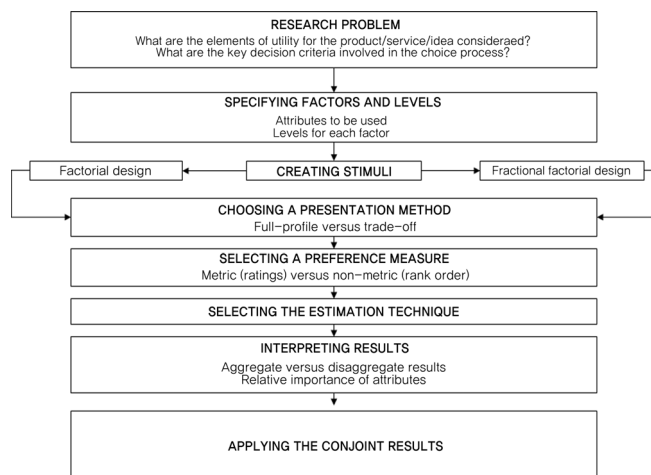 RESEARCH PROBLEM
What are the elements of utility for the product/service/idea consideraed?
What are the key decision criteria involved in the choice process?
SPECIFYING FACTORS AND LEVELS
Attributes to be used
Levels for each factor
Factorial design
CREATING STIMULI
Fractional factorial design
CHOOSING A PRESENTATION METHOD
Full-profile versus trade-off
SELECTING A PREFERENCE MEASURE
Metric (ratings) versus non-metric (rank order)
SELECTING THE ESTIMATION TECHNIQUE
INTERPRETING RESULTS
Aggregate versus disaggregate results
Relative importance of attributes
APPLYING THE CONJOINT RESULTS